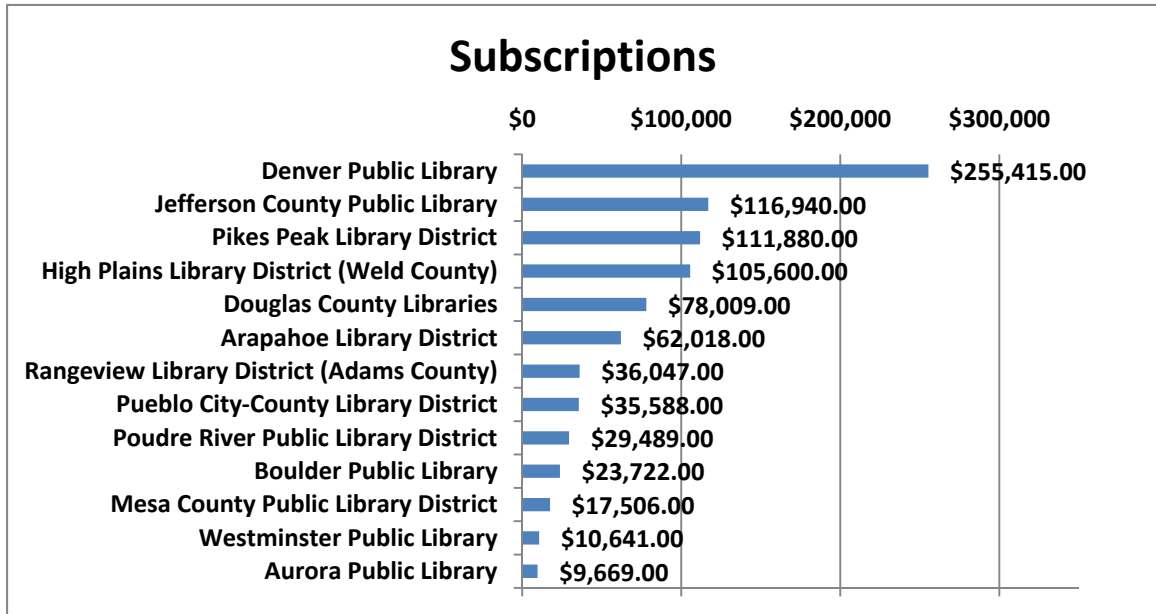 Subscriptions
$0 $100,000 $200,000 $300,000
Denver Public Library $255,415.00
Jefferson County Public Library $116,940.00
Pikes Peak Library District $111,880.00
High Plains Library District (Weld County) $105,600.00
Douglas County Libraries $78,009.00
Arapahoe Library District $62,018.00
Rangeview Library District (Adams County) $36,047.00
Pueblo City-County Library District $35,588.00
Poudre River Public Library District $29,489.00
Boulder Public Library $23,722.00
Mesa County Public Library District $17,506.00
Westminster Public Library $10,641.00
Aurora Public Library $9,669.00